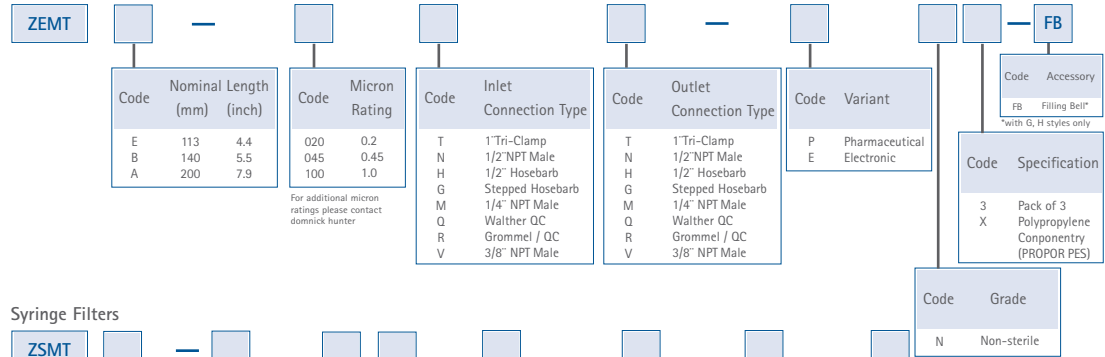 ZEMT — — — FB
Code Nominal Length (mm) (inch)
E 113 4.4
B 140 5.5
A 200 7.9
Code Micron Rating
020 0.2
045 0.45
100 1.0
For additional micron
ratings please contact
domnick hunter
Code Inlet Connection Type
T 1¨Tri-Clamp
N 1/2¨NPT Male
H 1/2¨ Hosebarb
G Stepped Hosebarb
M 1/4¨ NPT Male
Q Walther QC
R Grommel / QC
V 3/8¨ NPT Male
Code Outlet Connection Type
T 1¨Tri-Clamp
N 1/2¨NPT Male
H 1/2¨ Hosebarb
G Stepped Hosebarb
M 1/4¨ NPT Male
Q Walther QC
R Grommel / QC
V 3/8¨ NPT Male
Code Variant
P Pharmaceutical
E Electronic
Code Accessory
FB Filling Bell*
*with G, H styles only
Code Specification
3 Pack of 3
X Polypropylene
Conponentry
(PROPOR PES)
Code Grade
N Non-sterile
Syringe Filters
ZSMT —